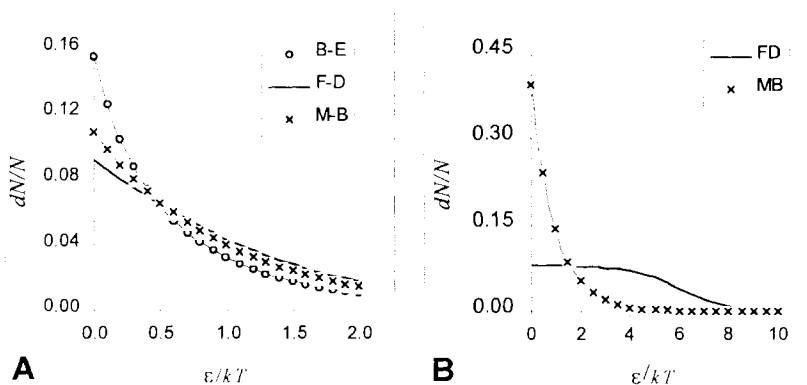 0.16
0.12
0.08
0.04
0.00
dN/N
B-E
F-D
M-B
0.0 0.5 1.0 1.5 2.0
ε/kT
A
0.45
0.30
0.15
0.00
dN/N
FD
MB
0 2 4 6 8 10
ε/kT
B